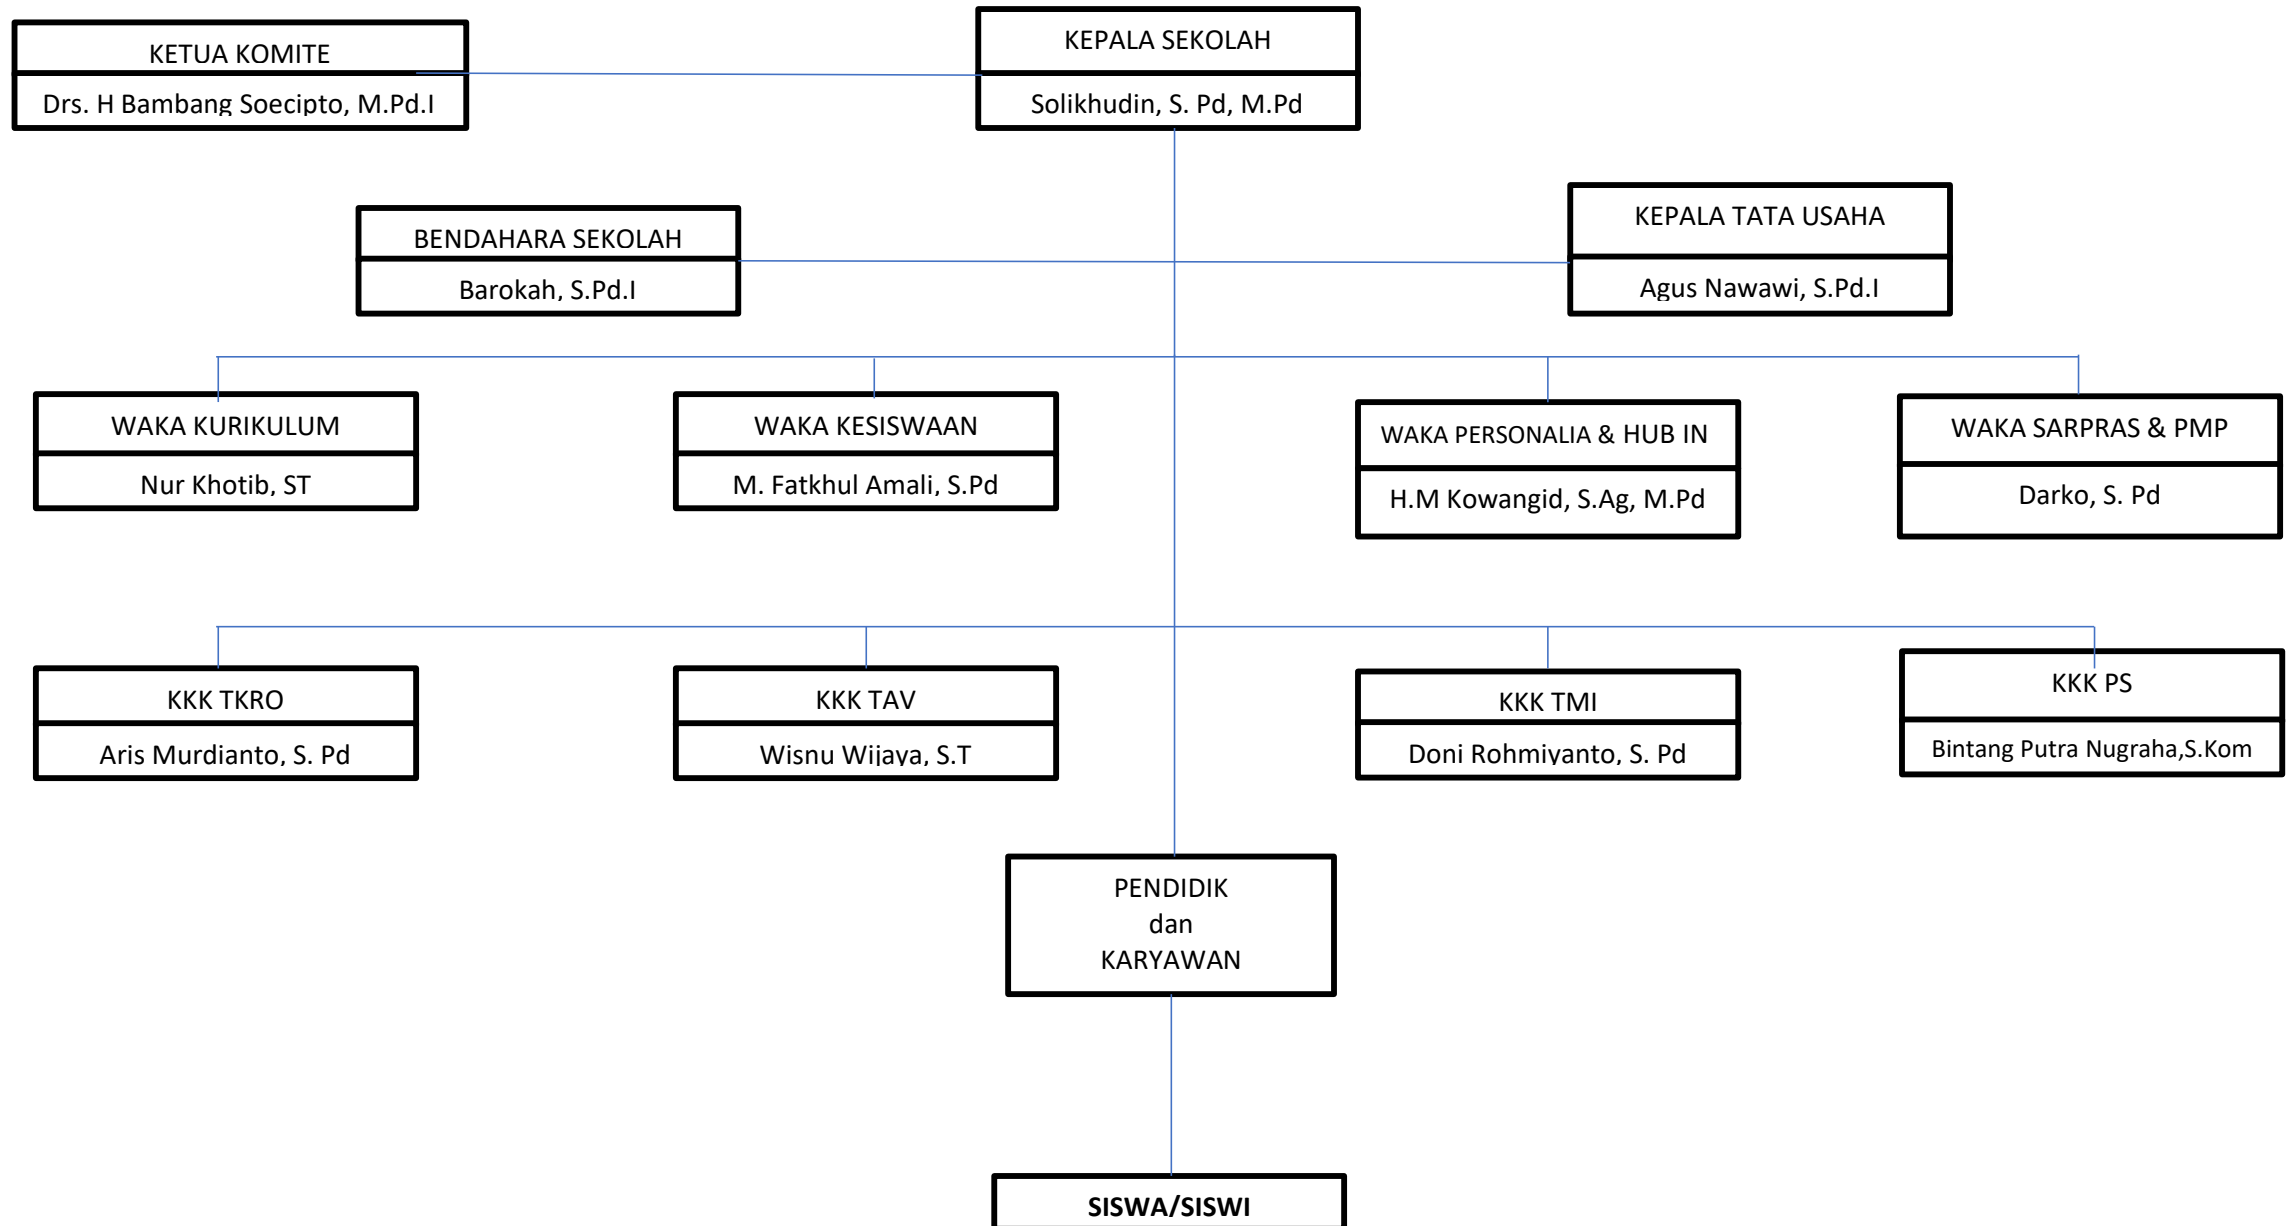 KETUA KOMITE
Drs. H Bambang Soecipto, M.Pd.I
KEPALA SEKOLAH
Solikhudin, S. Pd, M.Pd
BENDAHARA SEKOLAH
Barokah, S.Pd.I
KEPALA TATA USAHA
Agus Nawawi, S.Pd.I
WAKA KURIKULUM
Nur Khotib, ST
WAKA KESISWAAN
M. Fatkhul Amali, S.Pd
WAKA PERSONALIA & HUB IN
H.M Kowangid, S.Ag, M.Pd
WAKA SARPRAS & PMP
Darko, S. Pd
KKK TKRO
Aris Murdianto, S. Pd
KKK TAV
Wisnu Wijaya, S.T
KKK TMI
Doni Rohmiyanto, S. Pd
KKK PS
Bintang Putra Nugraha,S.Kom
PENDIDIK
dan
KARYAWAN
SISWA/SISWI